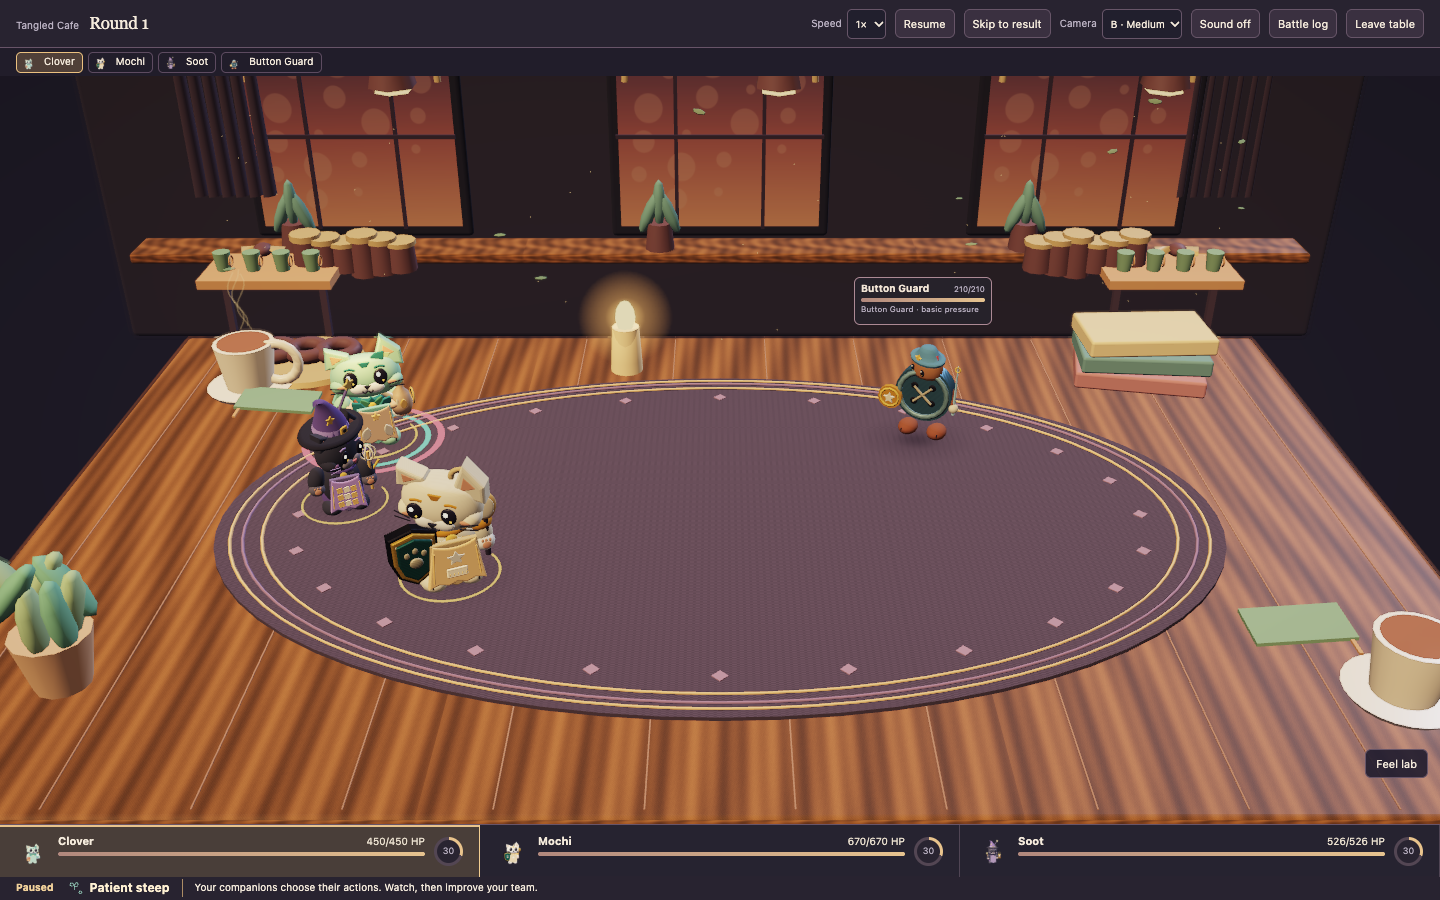 Tangled Cafe Round 1 Speed 1× Resume Skip to result Camera B · Medium Sound off Battle log Leave table
Clover Mochi Soot Button Guard
Button Guard 210/210
Button Guard · basic pressure
Feel lab
Clover 450/450 HP 30 Mochi 670/670 HP 30 Soot 526/526 HP 30
Paused Patient steep Your companions choose their actions. Watch, then improve your team.